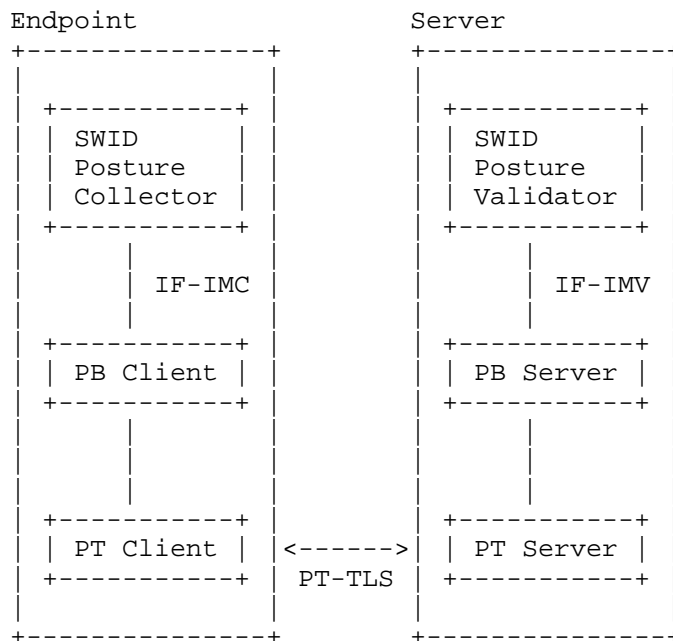 Endpoint Server
SWID SWID
Posture Posture
Collector Validator
IF-IMC IF-IMV
PB Client PB Server
PT Client <------> PT Server
PT-TLS